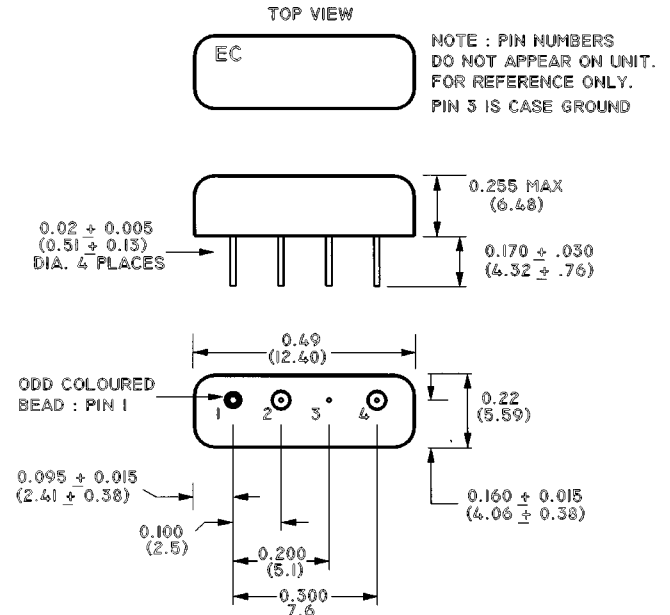 TOP VIEW
EC
NOTE : PIN NUMBERS
DO NOT APPEAR ON UNIT.
FOR REFERENCE ONLY.
PIN 3 IS CASE GROUND
0.255 MAX
(6.48)
0.02 ± 0.005
(0.51 ± 0.13)
DIA. 4 PLACES
0.170 ± .030
(4.32 ± .76)
0.49
(12.40)
ODD COLOURED
BEAD : PIN 1
1 2 3 4
0.22
(5.59)
0.095 ± 0.015
(2.41 ± 0.38)
0.160 ± 0.015
(4.06 ± 0.38)
0.100
(2.5)
0.200
(5.1)
0.300
7.6